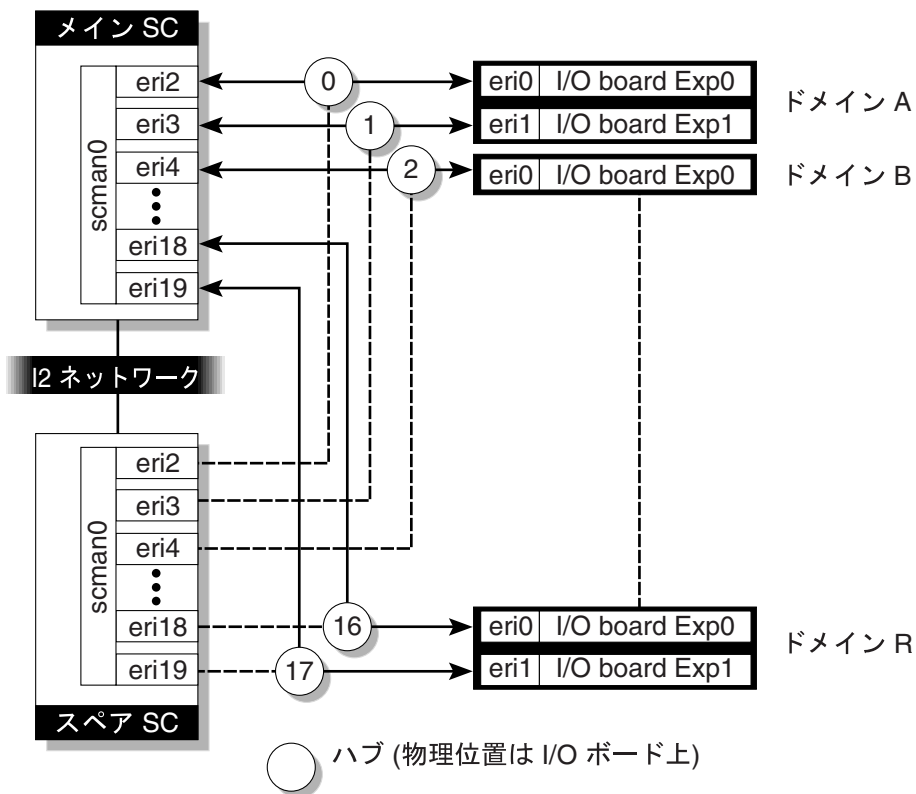 メイン SC
scman0
eri2
eri3
eri4
eri18
eri19
0
1
2
eri0 I/O board Exp0
eri1 I/O board Exp1
ドメイン A
eri0 I/O board Exp0
ドメイン B
I2 ネットワーク
scman0
eri2
eri3
eri4
eri18
eri19
スペア SC
16
17
eri0 I/O board Exp0
eri1 I/O board Exp1
ドメイン R
ハブ (物理位置は I/O ボード上)